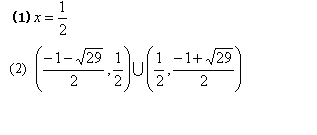 (1) x = 1/2
(2) ((-1-√29)/2, 1/2) ∪ (1/2, (-1+√29)/2)